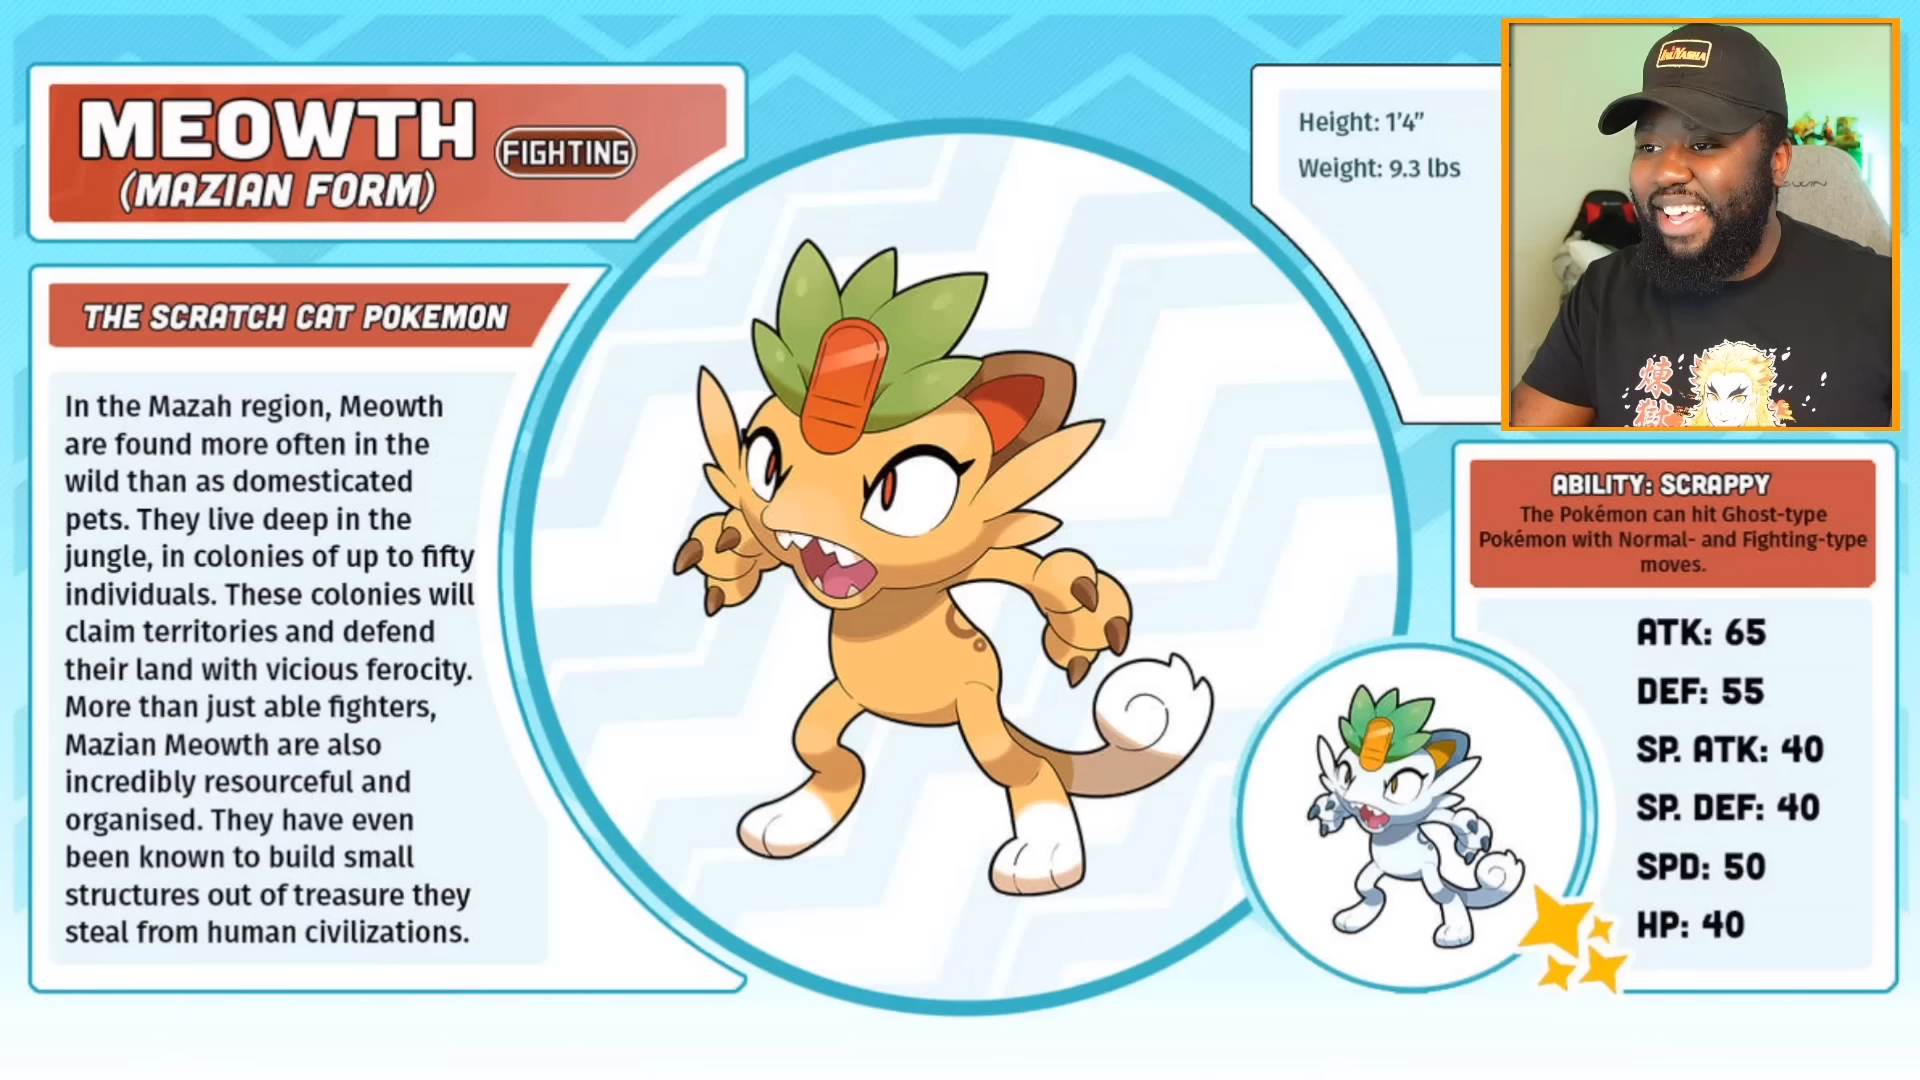 MEOWTH
(MAZIAN FORM)
FIGHTING
THE SCRATCH CAT POKEMON
In the Mazah region, Meowth
are found more often in the
wild than as domesticated
pets. They live deep in the
jungle, in colonies of up to fifty
individuals. These colonies will
claim territories and defend
their land with vicious ferocity.
More than just able fighters,
Mazian Meowth are also
incredibly resourceful and
organised. They have even
been known to build small
structures out of treasure they
steal from human civilizations.
Height: 1'4”
Weight: 9.3 lbs
INUYASHA
煉
獄
ABILITY: SCRAPPY
The Pokémon can hit Ghost-type
Pokémon with Normal- and Fighting-type
moves.
ATK: 65
DEF: 55
SP. ATK: 40
SP. DEF: 40
SPD: 50
HP: 40